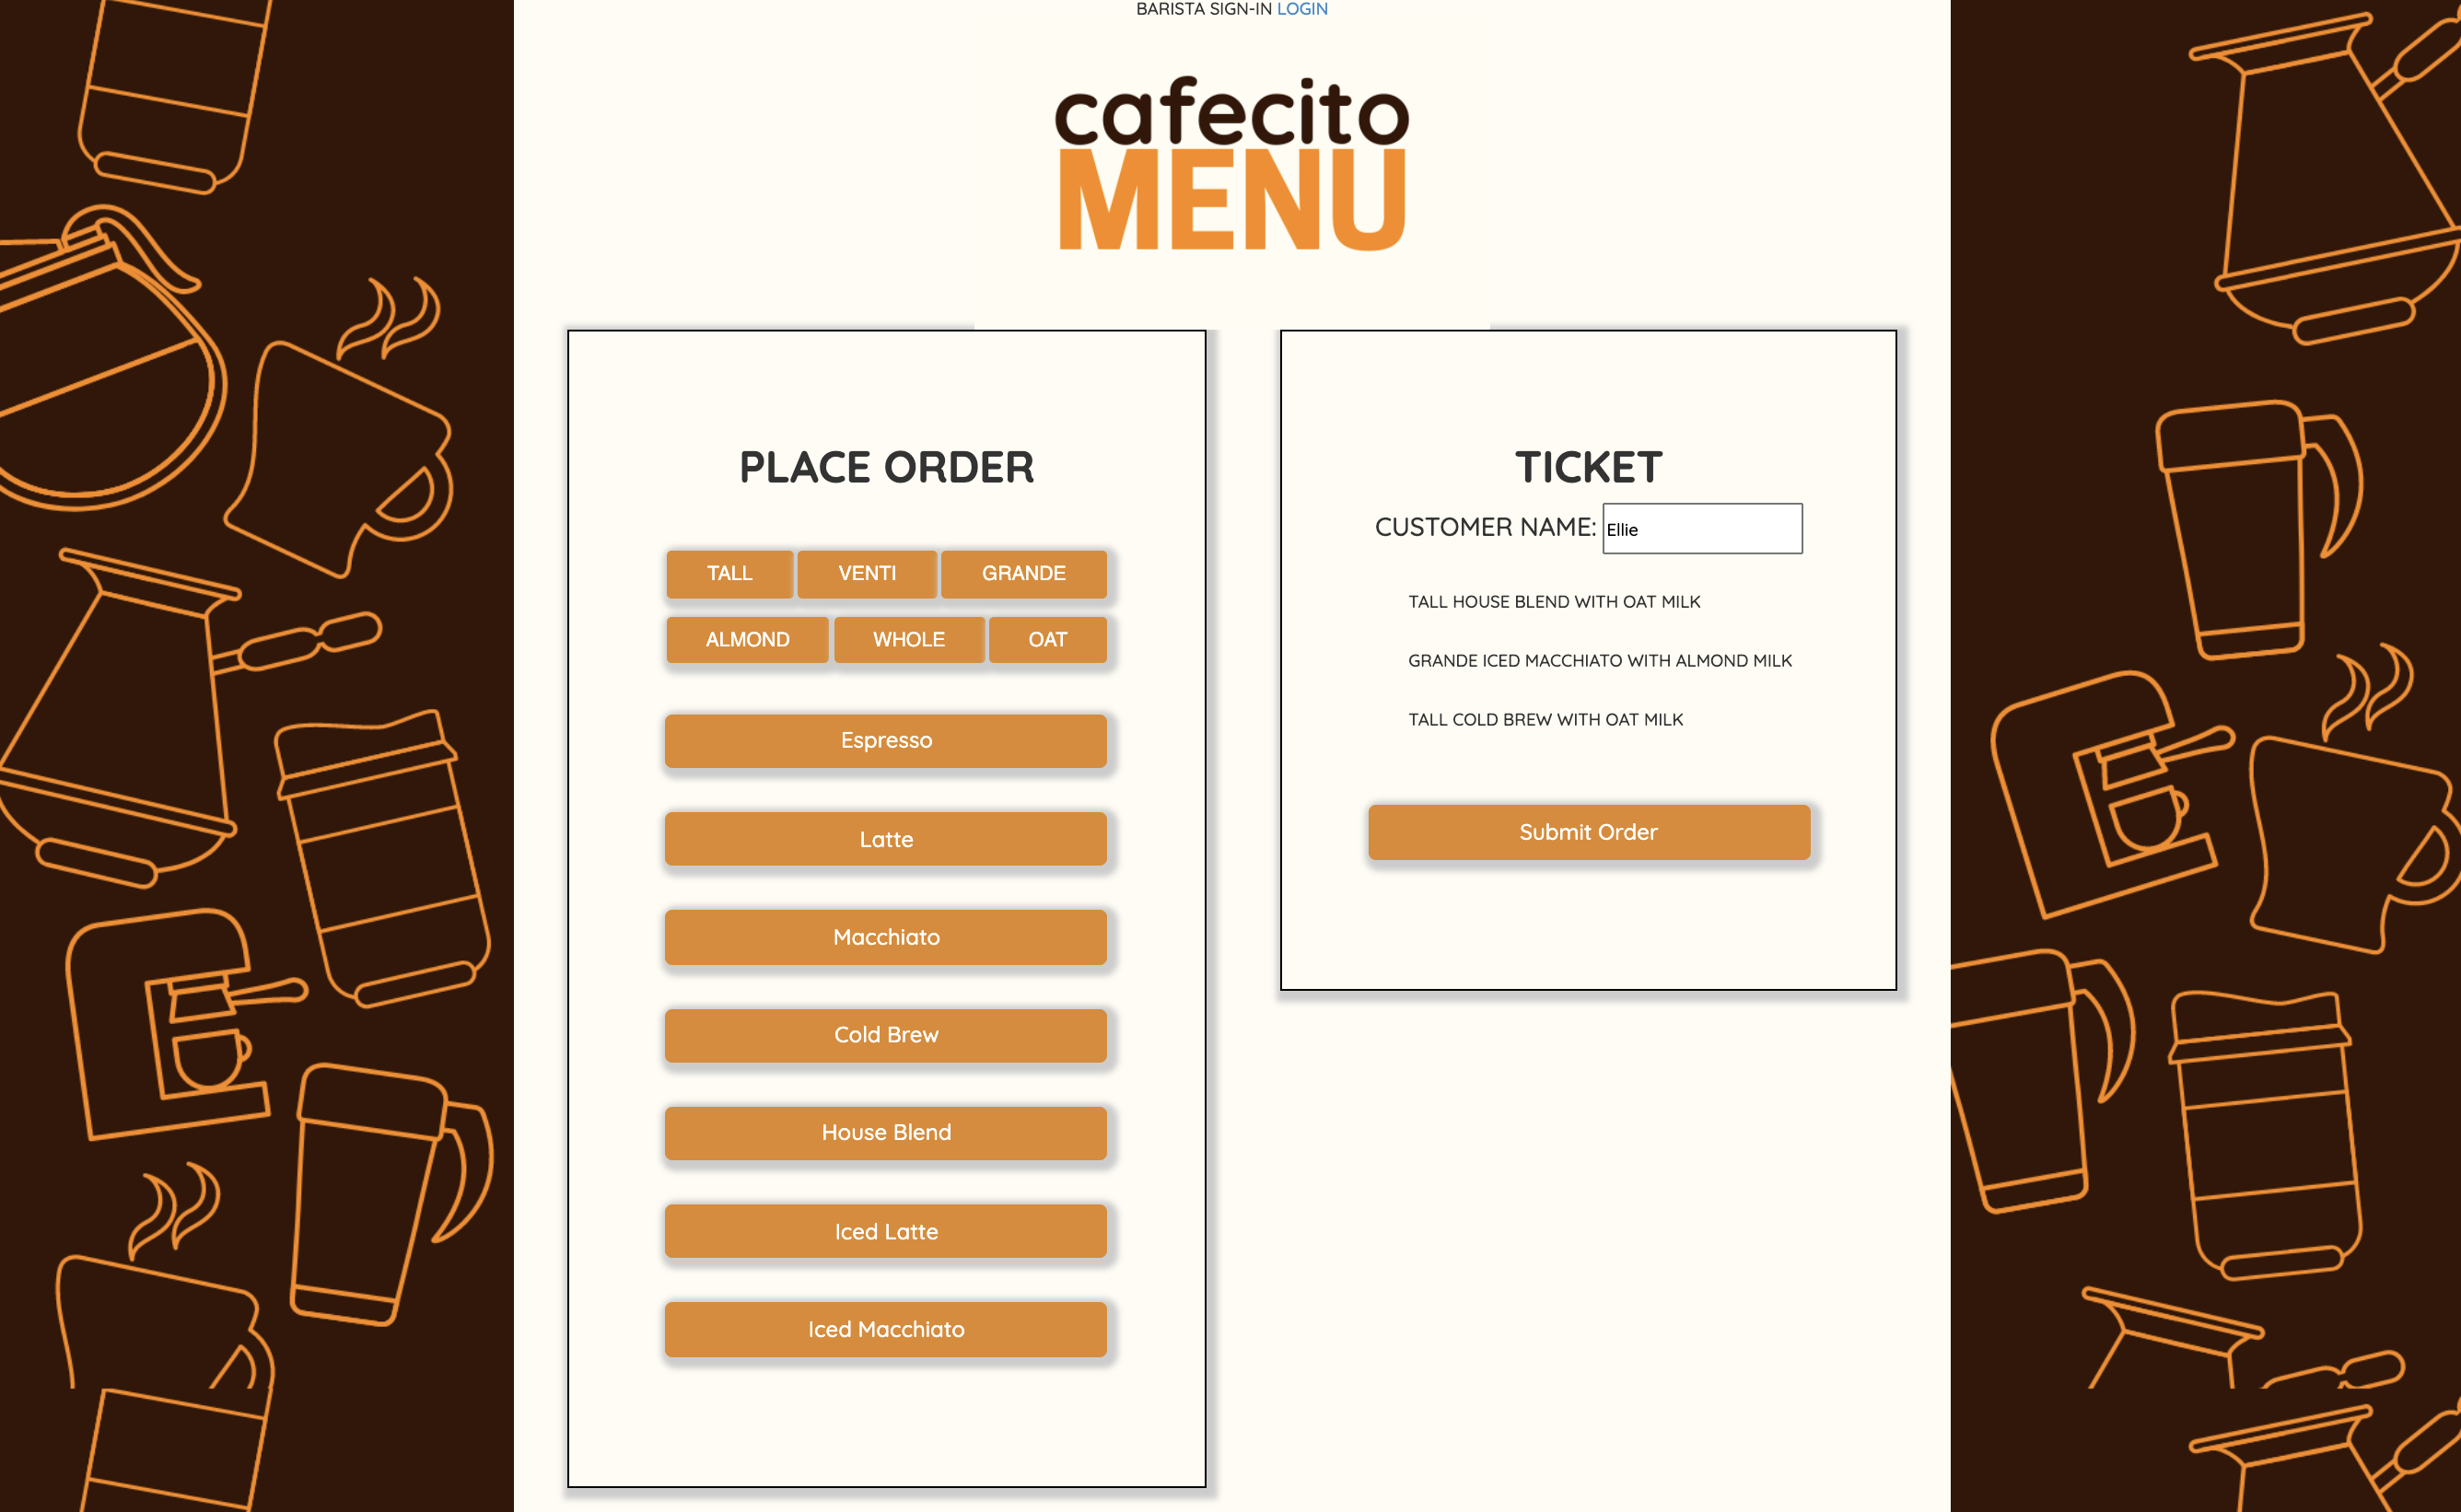 BARISTA SIGN-IN LOGIN
cafecito
MENU
PLACE ORDER
TALL VENTI GRANDE
ALMOND WHOLE OAT
Espresso
Latte
Macchiato
Cold Brew
House Blend
Iced Latte
Iced Macchiato
TICKET
CUSTOMER NAME: Ellie
TALL HOUSE BLEND WITH OAT MILK
GRANDE ICED MACCHIATO WITH ALMOND MILK
TALL COLD BREW WITH OAT MILK
Submit Order